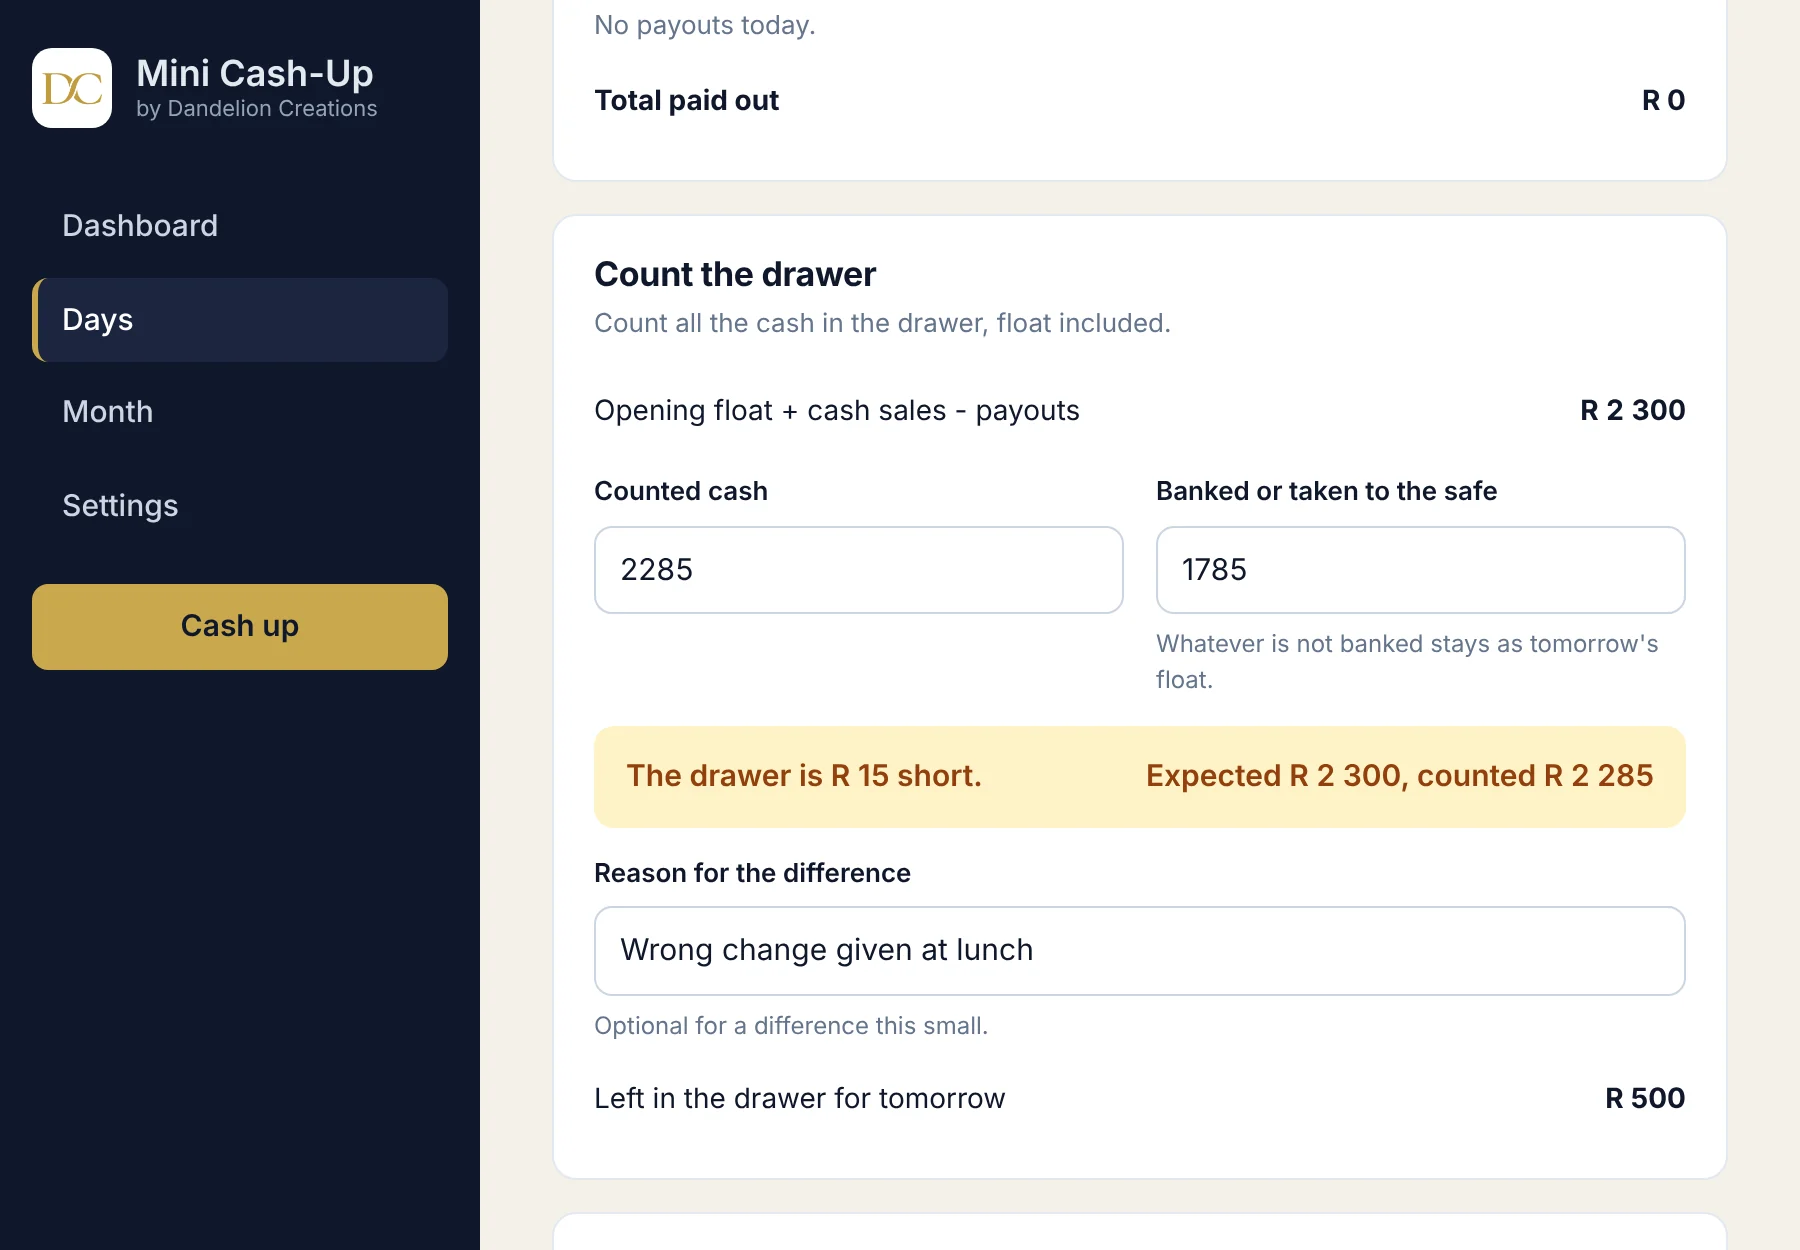 DC
Mini Cash-Up
by Dandelion Creations
Dashboard
Days
Month
Settings
Cash up
No payouts today.
Total paid out R 0
Count the drawer
Count all the cash in the drawer, float included.
Opening float + cash sales - payouts R 2 300
Counted cash
2285
Banked or taken to the safe
1785
Whatever is not banked stays as tomorrow's
float.
The drawer is R 15 short. Expected R 2 300, counted R 2 285
Reason for the difference
Wrong change given at lunch
Optional for a difference this small.
Left in the drawer for tomorrow R 500